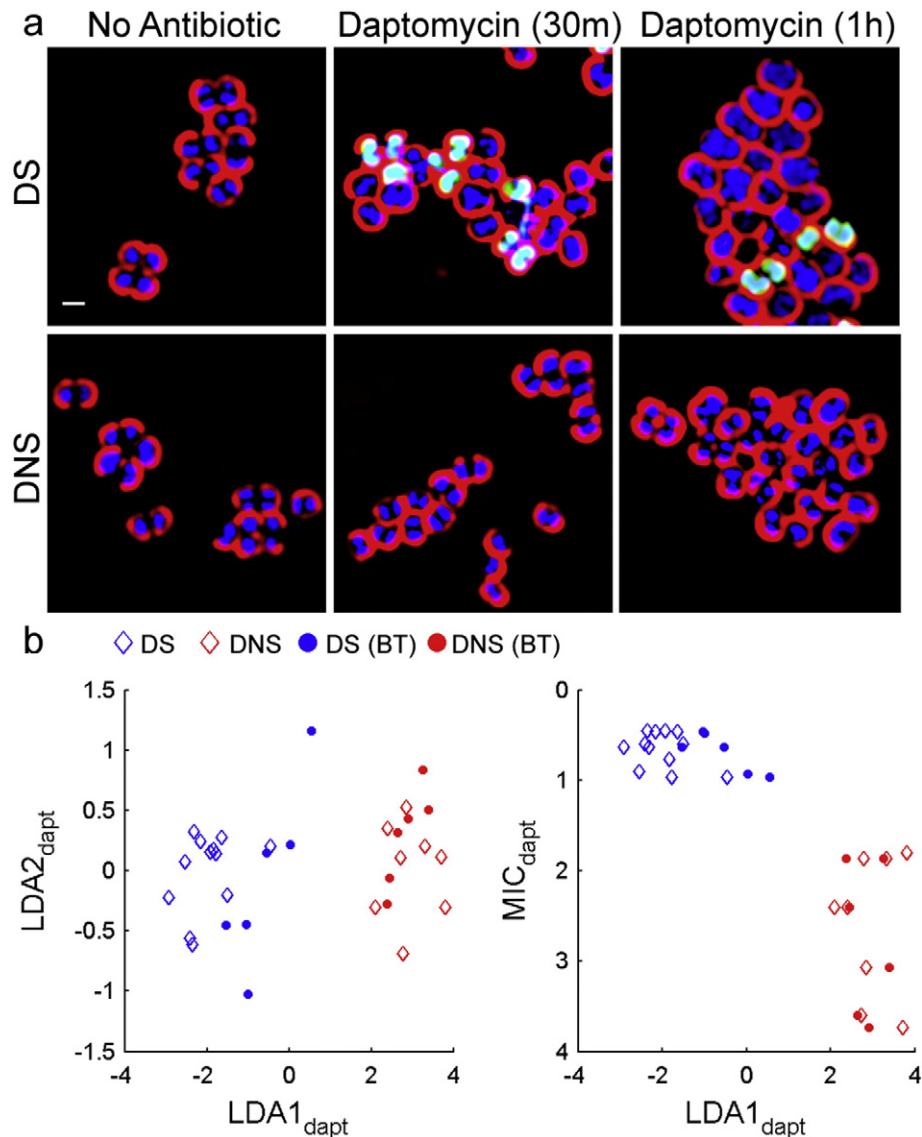 a
No Antibiotic Daptomycin (30m) Daptomycin (1h)
DS
DNS
b
DS DNS DS (BT) DNS (BT)
1.5
1
0.5
0
-0.5
-1
-1.5
LDA2dapt
-4 -2 0 2 4
LDA1dapt
0
1
2
3
4
MICdapt
-4 -2 0 2 4
LDA1dapt